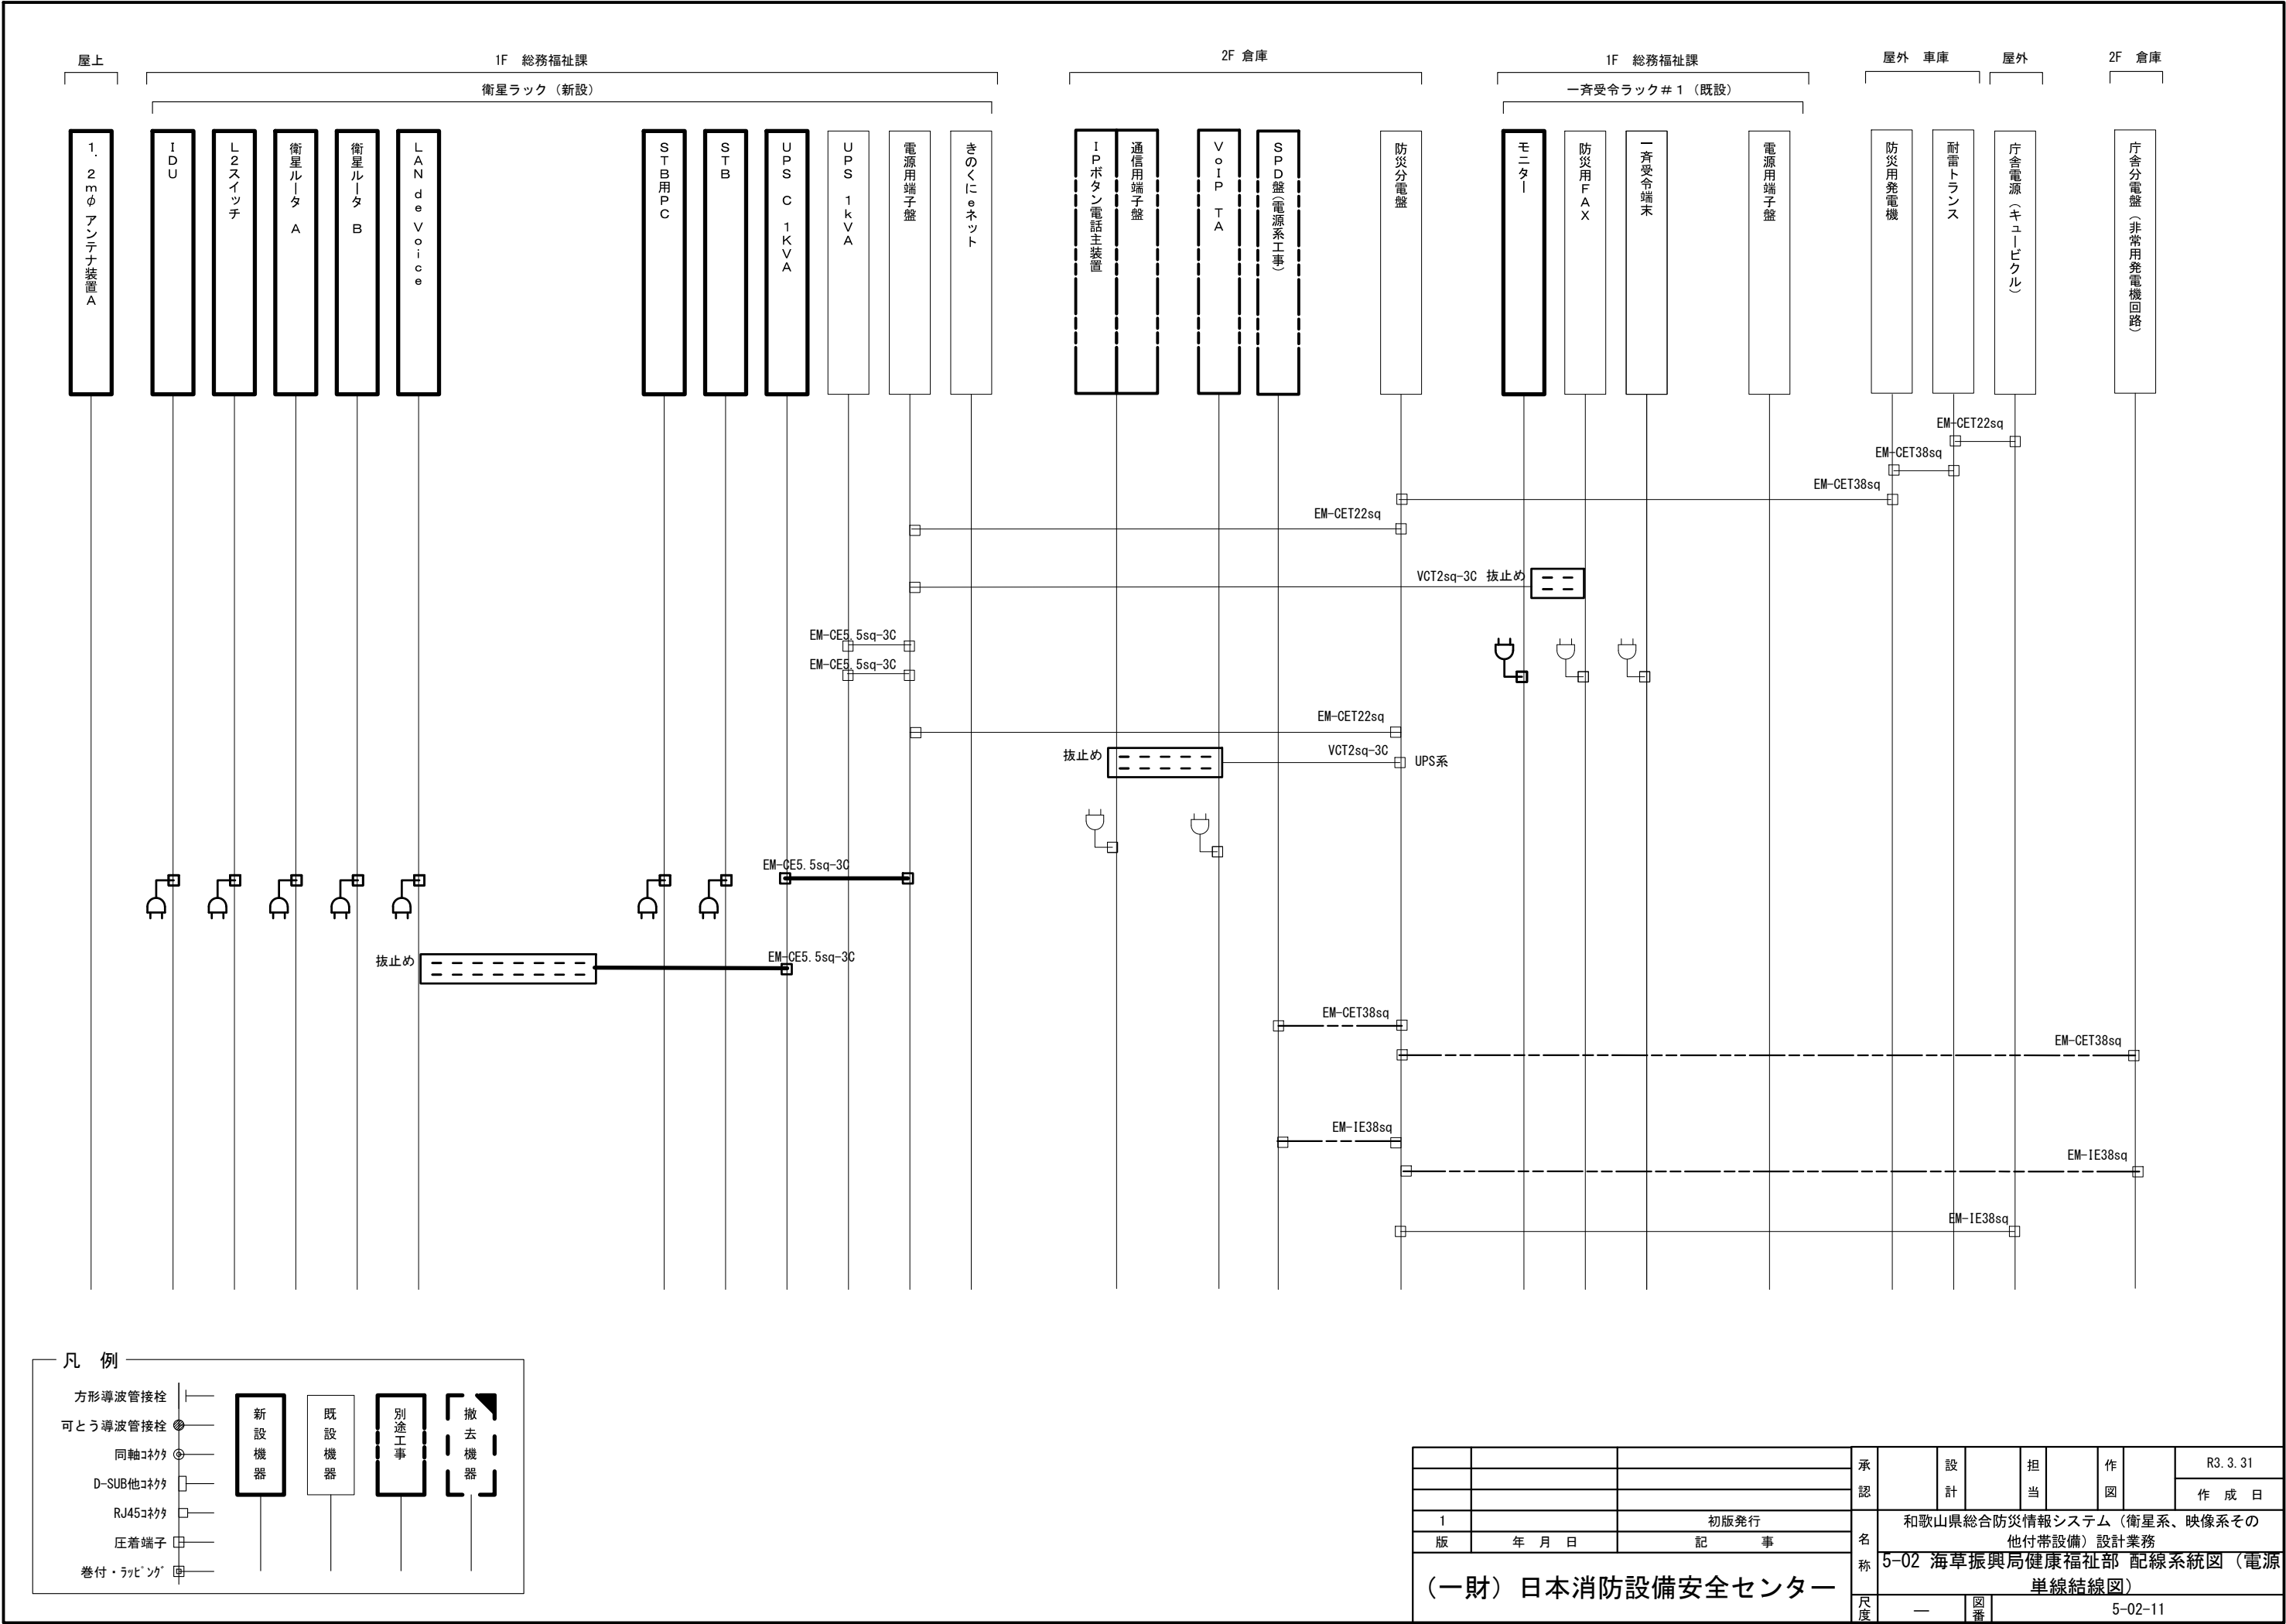 屋上
1F 総務福祉課
2F 倉庫
1F 総務福祉課
屋外 車庫
屋外
2F 倉庫
衛星ラック（新設）
一斉受令ラック＃１（既設）
１．２ｍφ アンテナ装置Ａ
ＩＤＵ
Ｌ２スイッチ
衛星ルータ Ａ
衛星ルータ Ｂ
ＬＡＮ ｄｅ Ｖｏｉｃｅ
ＳＴＢ用ＰＣ
ＳＴＢ
ＵＰＳ Ｃ １ＫＶＡ
ＵＰＳ １ｋＶＡ
電源用端子盤
きのくにｅネット
ＩＰボタン電話主装置
通信用端子盤
ＶｏＩＰ ＴＡ
ＳＰＤ盤（電源系工事）
防災分電盤
モニター
防災用ＦＡＸ
一斉受令端末
電源用端子盤
防災用発電機
耐雷トランス
庁舎電源（キュービクル）
庁舎分電盤（非常用発電機回路）
EM-CET22sq
EM-CET38sq
EM-CET38sq
EM-CET22sq
VCT2sq-3C 抜止め
EM-CE5.5sq-3C
EM-CE5.5sq-3C
EM-CET22sq
抜止め
VCT2sq-3C
UPS系
EM-CE5.5sq-3C
抜止め
EM-CE5.5sq-3C
EM-CET38sq
EM-CET38sq
EM-IE38sq
EM-IE38sq
EM-IE38sq
凡 例
方形導波管接栓
可とう導波管接栓
同軸ｺﾈｸﾀ
D-SUB他ｺﾈｸﾀ
RJ45ｺﾈｸﾀ
圧着端子
巻付・ﾗｯﾋﾟﾝｸﾞ
新設機器
既設機器
別途工事
撤去機器
1 初版発行
版 年 月 日 記 事
（一財）日本消防設備安全センター
承認
設計
担当
作図
R3.3.31
作 成 日
名称
和歌山県総合防災情報システム（衛星系、映像系その
他付帯設備）設計業務
5-02 海草振興局健康福祉部 配線系統図（電源
単線結線図）
尺度
―
図番
5-02-11